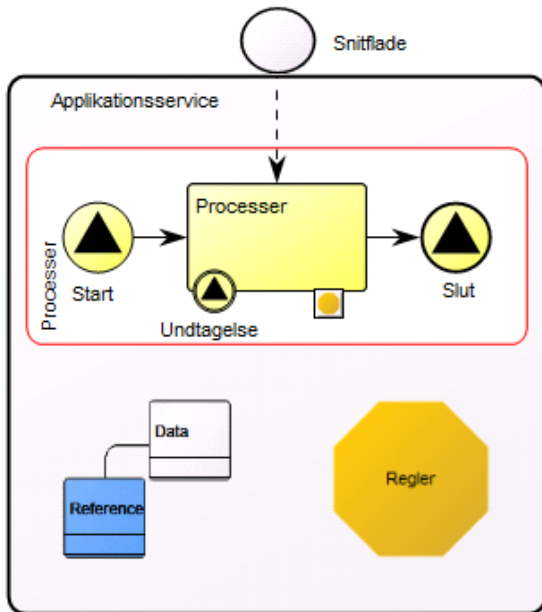 Snitflade
Applikationsservice
Processer
Processer
Start
Undtagelse
Slut
Data
Reference
Regler